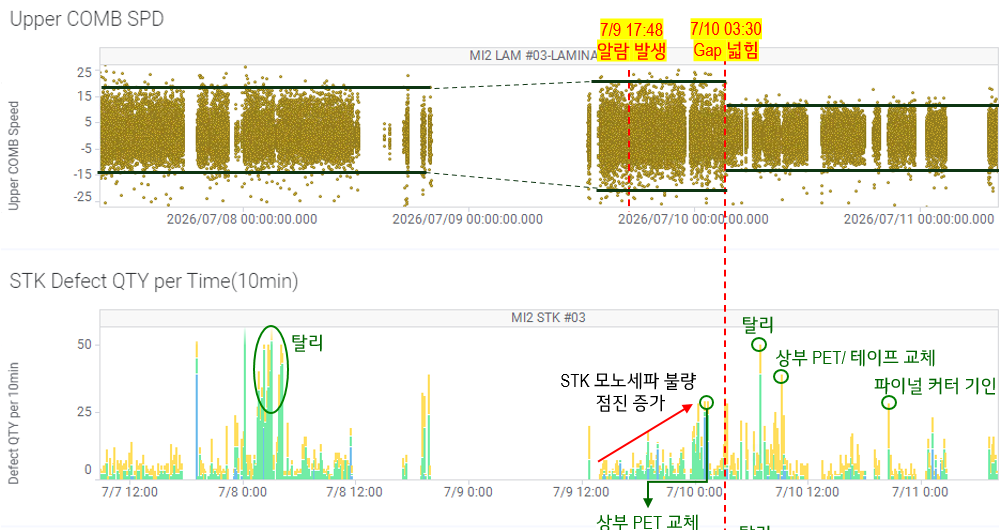 Upper COMB SPD
7/9 17:48
알람 발생
7/10 03:30
Gap 넓힘
MI2 LAM #03-LAMINA
Upper COMB Speed
25
15
5
-5
-15
-25
2026/07/08 00:00:00.000
2026/07/09 00:00:00.000
2026/07/10 00:00:00.000
2026/07/11 00:00:00.000
STK Defect QTY per Time(10min)
MI2 STK #03
Defect QTY per 10min
50
25
0
탈리
STK 모노세파 불량
점진 증가
탈리
상부 PET/ 테이프 교체
파이널 커터 기인
7/7 12:00
7/8 0:00
7/8 12:00
7/9 0:00
7/9 12:00
7/10 0:00
7/10 12:00
7/11 0:00
상부 PET 교체
탈리